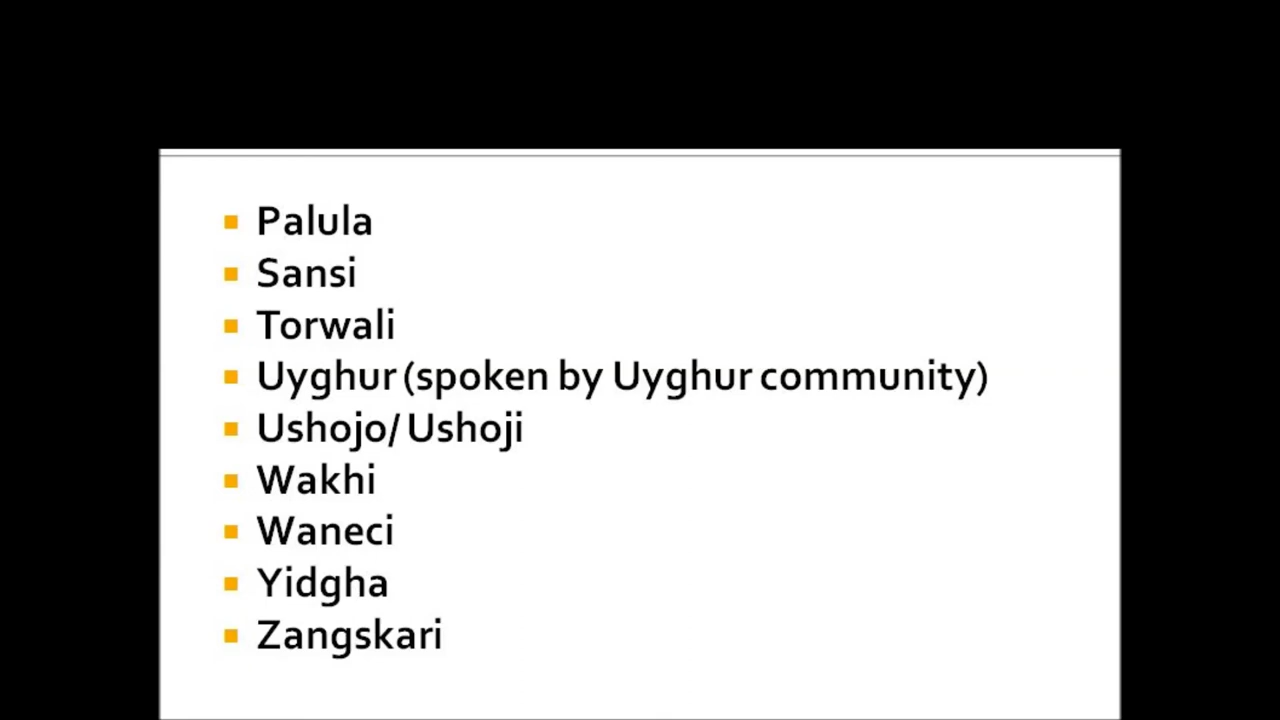 Palula
Sansi
Torwali
Uyghur (spoken by Uyghur community)
Ushojo/ Ushoji
Wakhi
Waneci
Yidgha
Zangskari